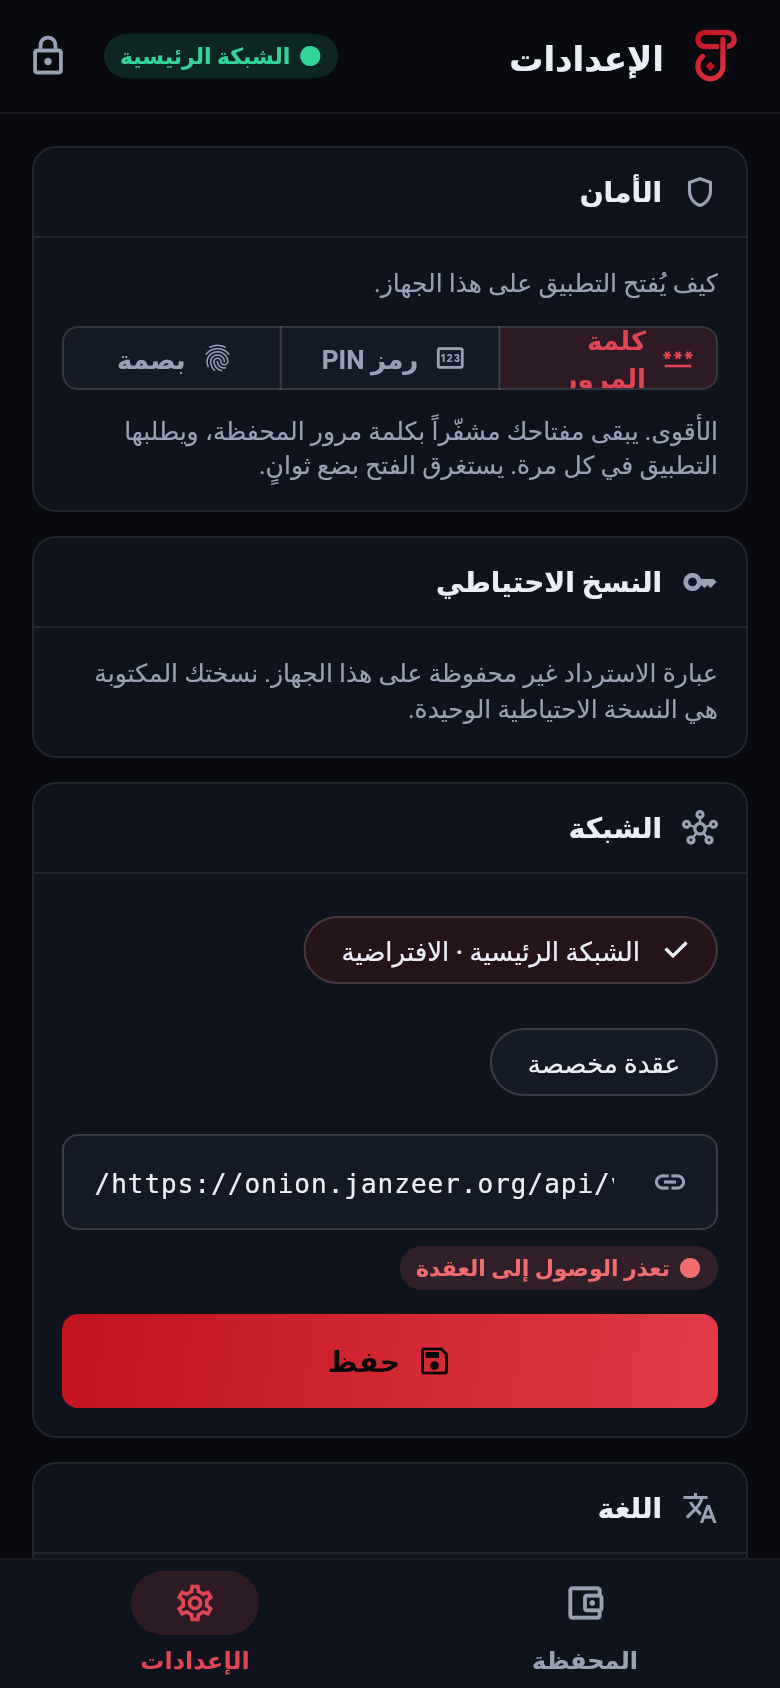 الإعدادات
الشبكة الرئيسية
الأمان
كيف يُفتح التطبيق على هذا الجهاز.
كلمة المرور
رمز PIN
بصمة
الأقوى. يبقى مفتاحك مشفّراً بكلمة مرور المحفظة، ويطلبها
التطبيق في كل مرة. يستغرق الفتح بضع ثوانٍ.
النسخ الاحتياطي
عبارة الاسترداد غير محفوظة على هذا الجهاز. نسختك المكتوبة
هي النسخة الاحتياطية الوحيدة.
الشبكة
الشبكة الرئيسية · الافتراضية
عقدة مخصصة
/https://onion.janzeer.org/api/
تعذر الوصول إلى العقدة
حفظ
اللغة
المحفظة
الإعدادات